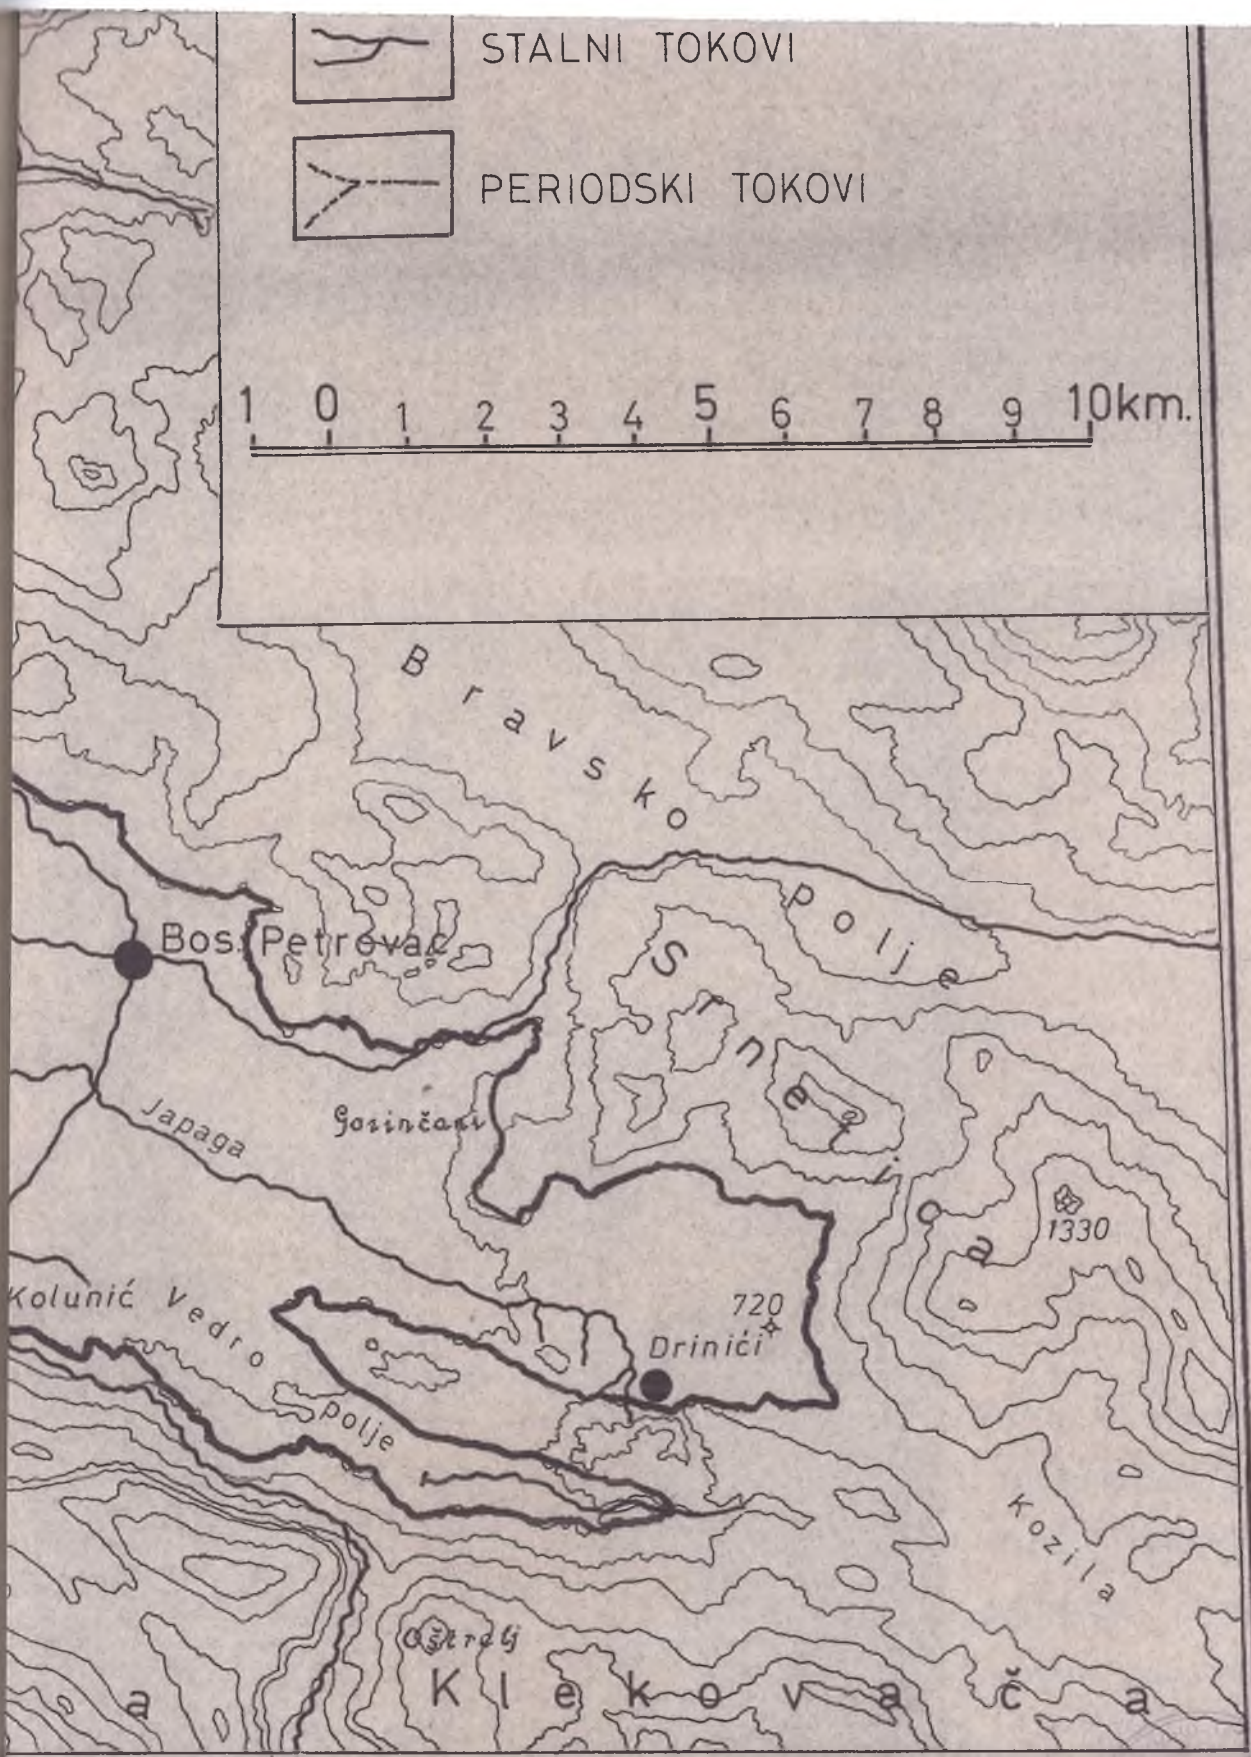 STALNI TOKOVI
PERIODSKI TOKOVI
1 0 1 2 3 4 5 6 7 8 9 10km.
Bravsko
polje
Bos. Petrovac
Srnetica
Japaga
Gorinčani
1330
Kolunić
Vedro
polje
720
Drinići
Kozila
Oštrelj
a
Klekovača